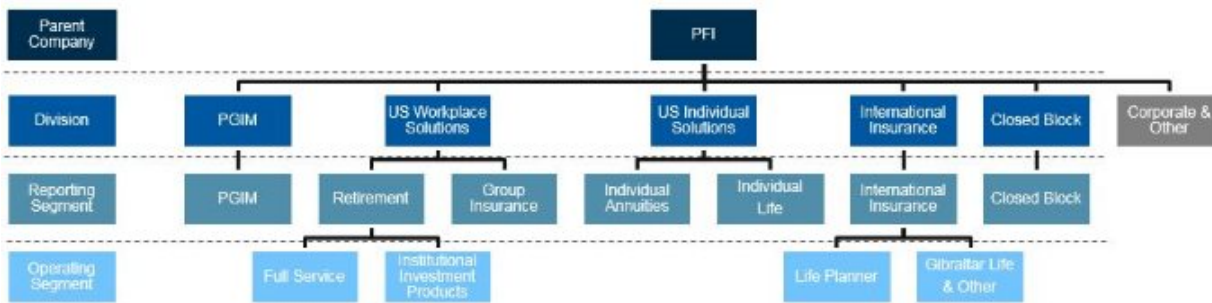 Parent
Company
PFI
Division
PGIM
US Workplace
Solutions
US Individual
Solutions
International
Insurance
Closed Block
Corporate &
Other
Reporting
Segment
PGIM
Retirement
Group
Insurance
Individual
Annuities
Individual
Life
International
Insurance
Closed Block
Operating
Segment
Full Service
Institutional
Investment
Products
Life Planner
Gibraltar Life
& Other